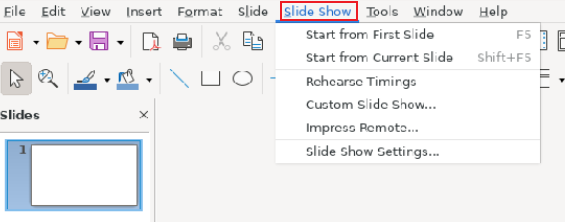 File Edit View Insert Format Slide Slide Show Tools Window Help
Start from First Slide F5
Start from Current Slide Shift+F5
Rehearse Timings
Custom Slide Show...
Impress Remote...
Slide Show Settings...
Slides
1